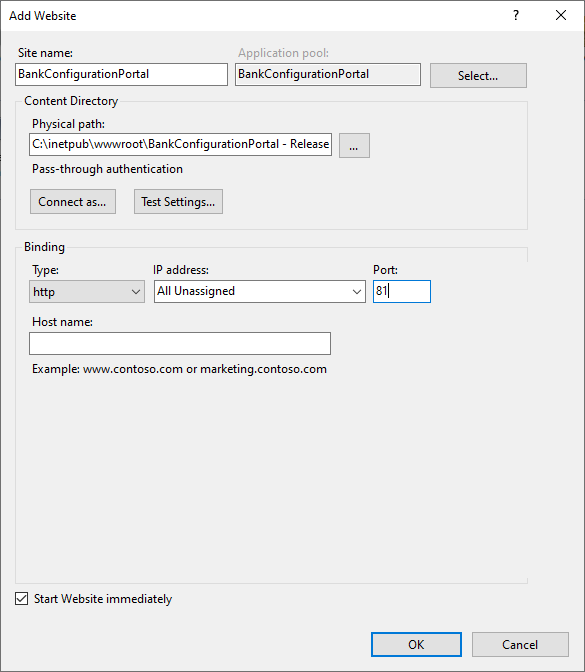 Add Website
?
Site name: Application pool:
BankConfigurationPortal BankConfigurationPortal Select...
Content Directory
Physical path:
C:\inetpub\wwwroot\BankConfigurationPortal - Release ...
Pass-through authentication
Connect as... Test Settings...
Binding
Type: IP address: Port:
http All Unassigned 81
Host name:
Example: www.contoso.com or marketing.contoso.com
Start Website immediately
OK Cancel